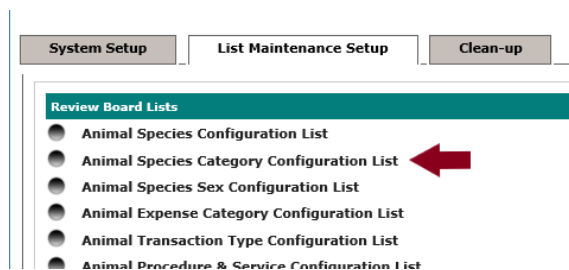 System Setup
List Maintenance Setup
Clean-up
Review Board Lists
Animal Species Configuration List
Animal Species Category Configuration List
Animal Species Sex Configuration List
Animal Expense Category Configuration List
Animal Transaction Type Configuration List
Animal Procedure & Service Configuration List